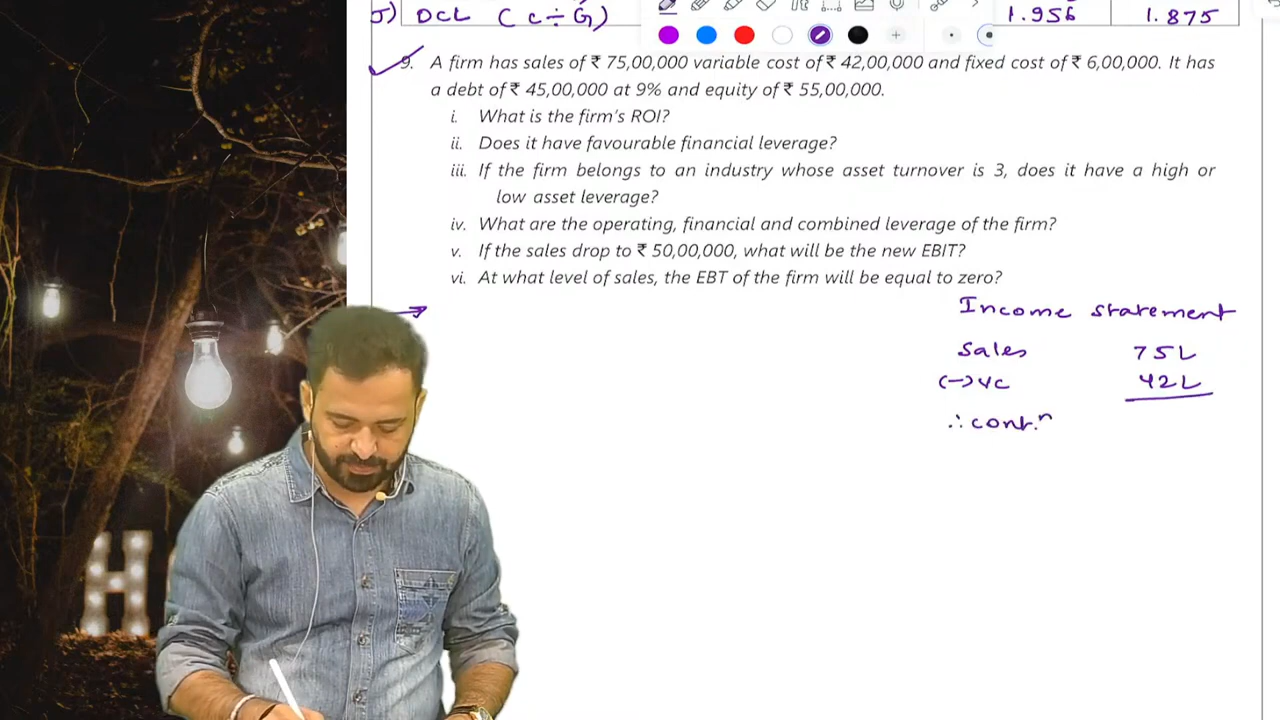 5) DCL (C÷G) 1.956 1.875
9. A firm has sales of ₹ 75,00,000 variable cost of ₹ 42,00,000 and fixed cost of ₹ 6,00,000. It has
a debt of ₹ 45,00,000 at 9% and equity of ₹ 55,00,000.
i. What is the firm's ROI?
ii. Does it have favourable financial leverage?
iii. If the firm belongs to an industry whose asset turnover is 3, does it have a high or
low asset leverage?
iv. What are the operating, financial and combined leverage of the firm?
v. If the sales drop to ₹ 50,00,000, what will be the new EBIT?
vi. At what level of sales, the EBT of the firm will be equal to zero?
Income statement
Sales 75L
(-) VC 42L
∴ contⁿ
H